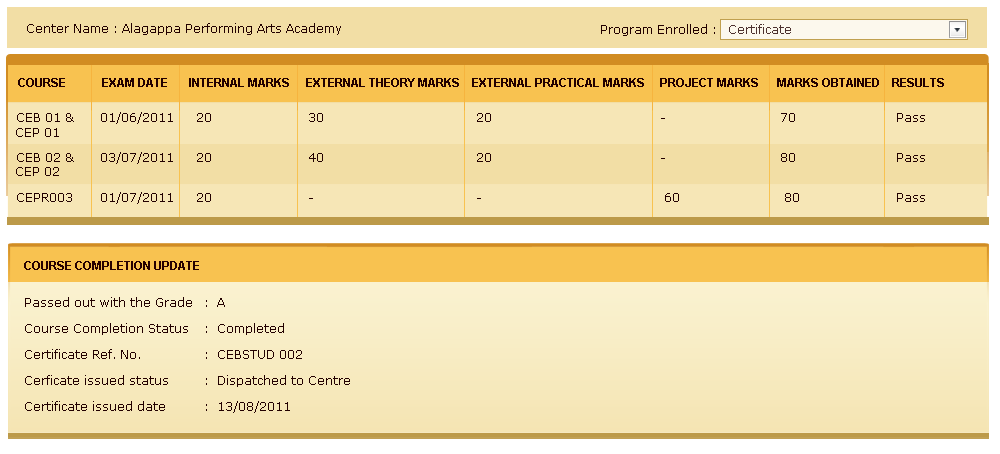 Center Name : Alagappa Performing Arts Academy Program Enrolled : Certificate
COURSE EXAM DATE INTERNAL MARKS EXTERNAL THEORY MARKS EXTERNAL PRACTICAL MARKS PROJECT MARKS MARKS OBTAINED RESULTS
CEB 01 & 01/06/2011 20 30 20 - 70 Pass
CEP 01
CEB 02 & 03/07/2011 20 40 20 - 80 Pass
CEP 02
CEPR003 01/07/2011 20 - - 60 80 Pass
COURSE COMPLETION UPDATE
Passed out with the Grade : A
Course Completion Status : Completed
Certificate Ref. No. : CEBSTUD 002
Cerficate issued status : Dispatched to Centre
Certificate issued date : 13/08/2011